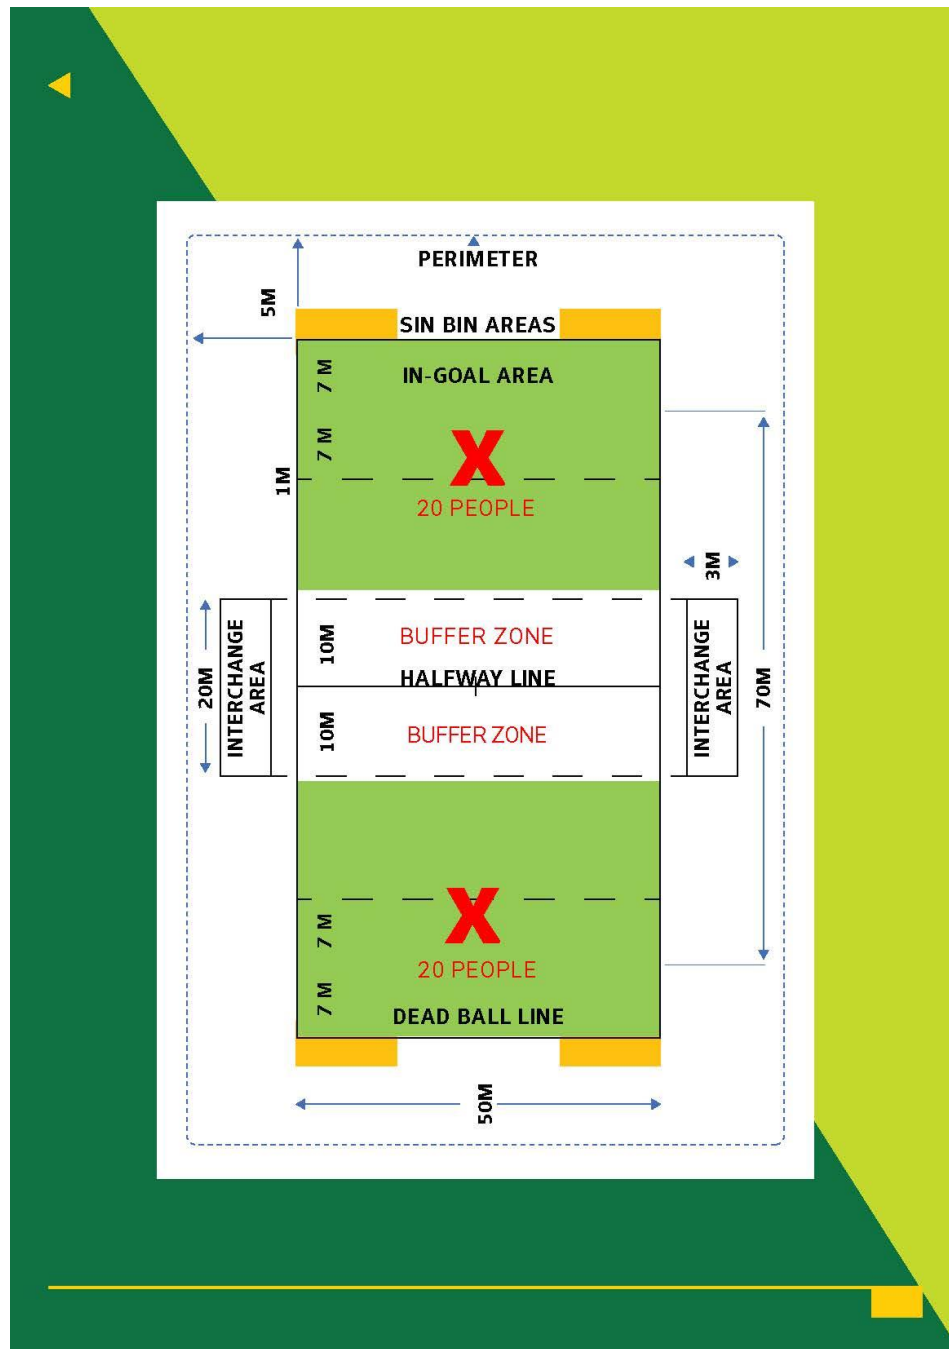 PERIMETER
5M
SIN BIN AREAS
7 M
IN-GOAL AREA
7 M
X
1M
20 PEOPLE
3M
BUFFER ZONE
10M
HALFWAY LINE
20M
INTERCHANGE
AREA
INTERCHANGE
AREA
70M
10M
BUFFER ZONE
X
7 M
20 PEOPLE
7 M
DEAD BALL LINE
50M